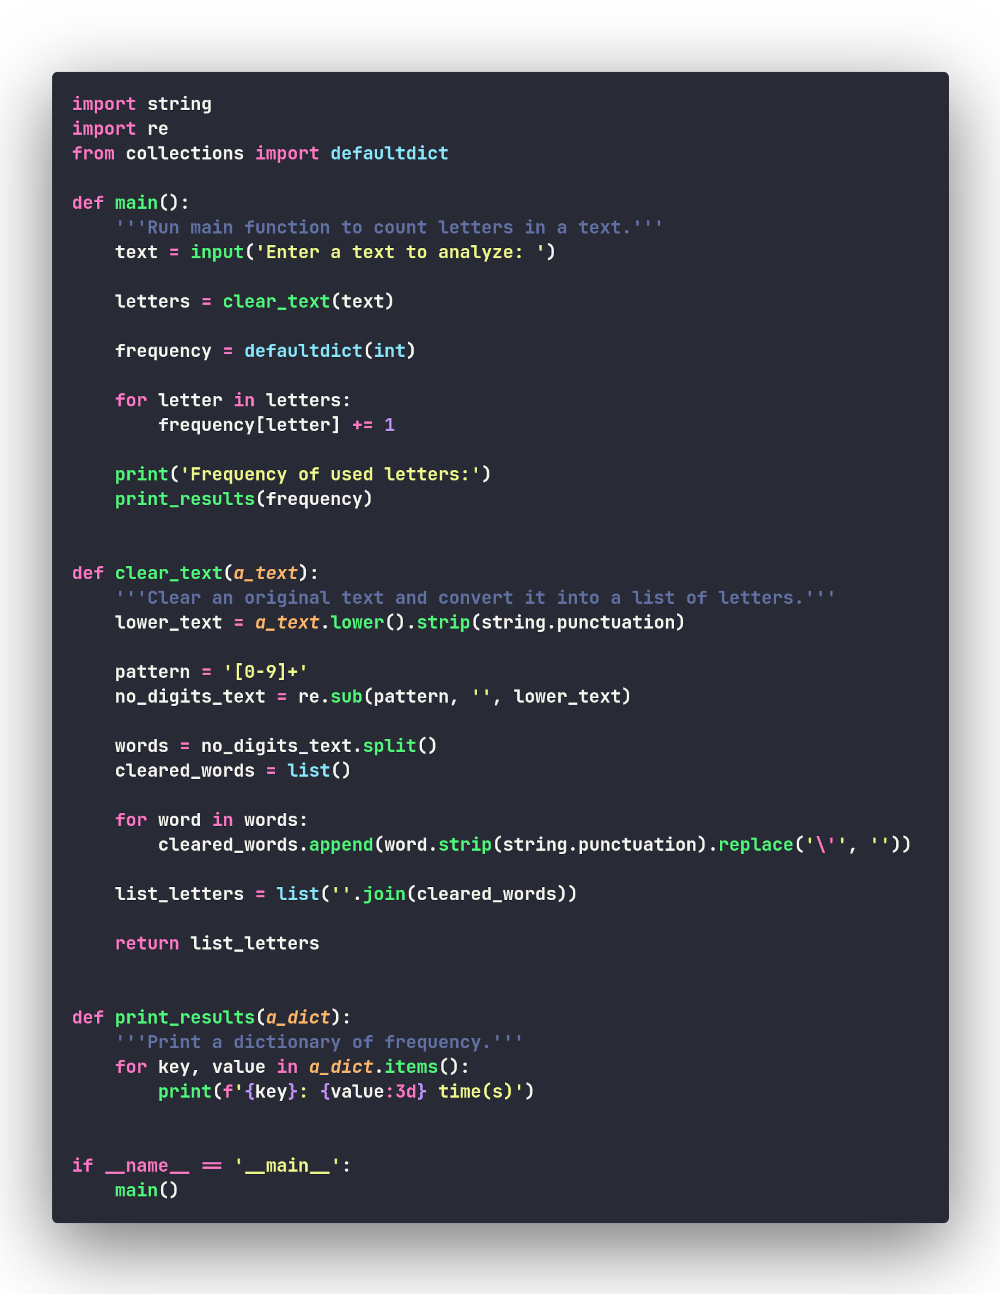 import string
import re
from collections import defaultdict

def main():
    '''Run main function to count letters in a text.'''
    text = input('Enter a text to analyze: ')

    letters = clear_text(text)

    frequency = defaultdict(int)

    for letter in letters:
        frequency[letter] += 1

    print('Frequency of used letters:')
    print_results(frequency)


def clear_text(a_text):
    '''Clear an original text and convert it into a list of letters.'''
    lower_text = a_text.lower().strip(string.punctuation)

    pattern = '[0-9]+'
    no_digits_text = re.sub(pattern, '', lower_text)

    words = no_digits_text.split()
    cleared_words = list()

    for word in words:
        cleared_words.append(word.strip(string.punctuation).replace('\'', ''))

    list_letters = list(''.join(cleared_words))

    return list_letters


def print_results(a_dict):
    '''Print a dictionary of frequency.'''
    for key, value in a_dict.items():
        print(f'{key}: {value:3d} time(s)')


if __name__ == '__main__':
    main()